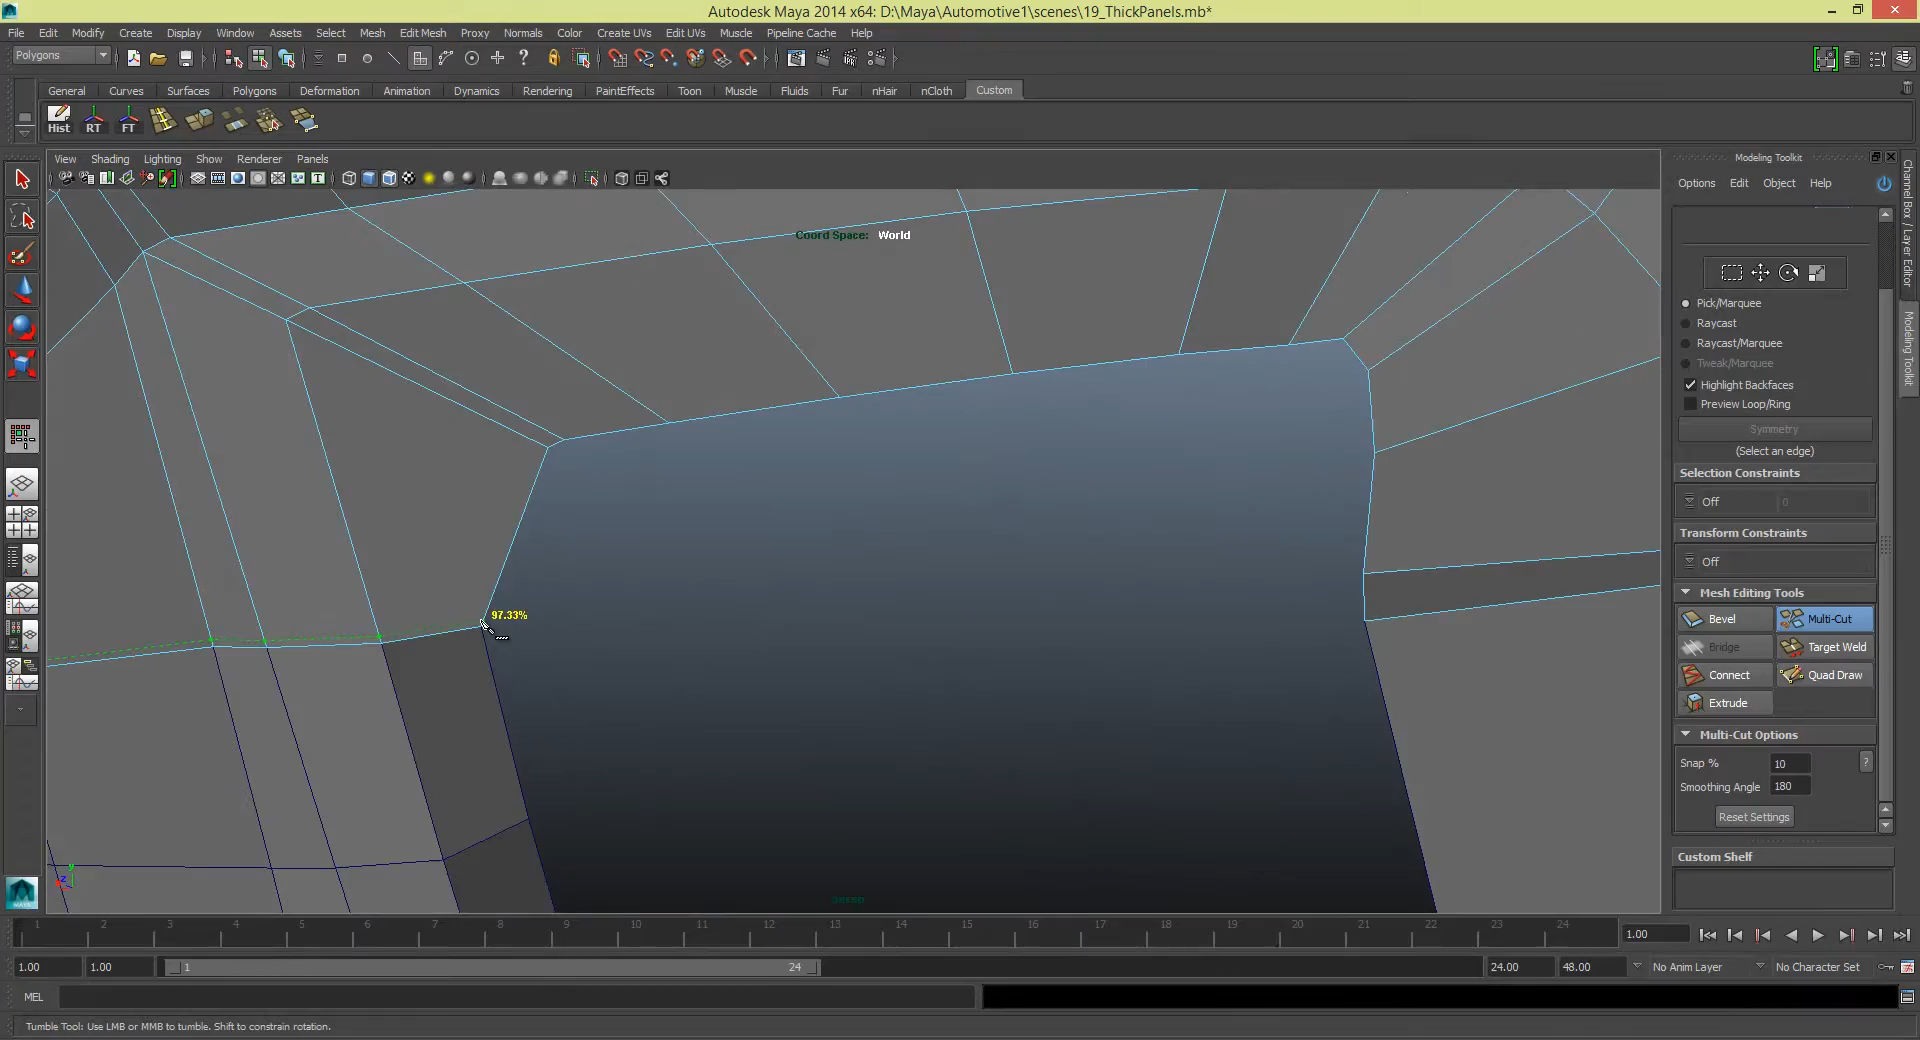 Autodesk Maya 2014 x64: D:\Maya\Automotive1\scenes\19_ThickPanels.mb*
File Edit Modify Create Display Window Assets Select Mesh Edit Mesh Proxy Normals Color Create UVs Edit UVs Muscle Pipeline Cache Help
Polygons
General Curves Surfaces Polygons Deformation Animation Dynamics Rendering PaintEffects Toon Muscle Fluids Fur nHair nCloth Custom
Hist RT FT
View Shading Lighting Show Renderer Panels
Modeling Toolkit
Options Edit Object Help
Channel Box / Layer Editor
Modeling Toolkit
Coord Space: World
Pick/Marquee
Raycast
Raycast/Marquee
Tweak/Marquee
Highlight Backfaces
Preview Loop/Ring
Symmetry
(Select an edge)
Selection Constraints
Off 0
Transform Constraints
Off
Mesh Editing Tools
Bevel Multi-Cut
Bridge Target Weld
Connect Quad Draw
Extrude
Multi-Cut Options
Snap % 10 ?
Smoothing Angle 180
Reset Settings
Custom Shelf
97.33%
1 2 3 4 5 6 7 8 9 10 11 12 13 14 15 16 17 18 19 20 21 22 23 24 1.00
1.00 1.00 1 24 24.00 48.00 No Anim Layer No Character Set
MEL
Tumble Tool: Use LMB or MMB to tumble. Shift to constrain rotation.